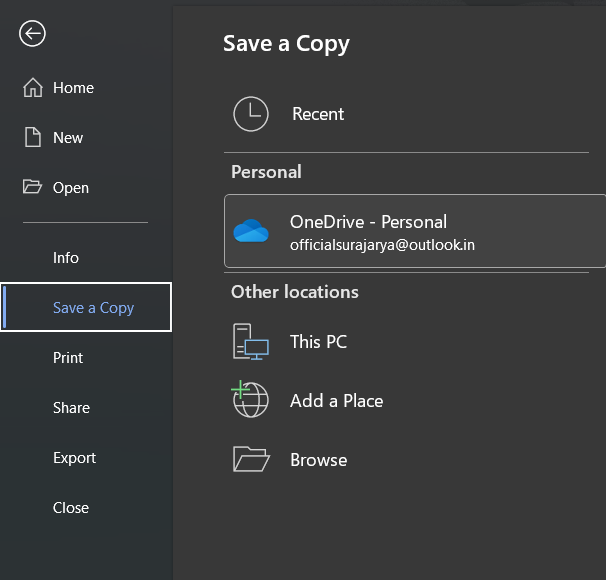 Save a Copy
Home
New
Open
Info
Save a Copy
Print
Share
Export
Close
Recent
Personal
OneDrive - Personal
officialsurajarya@outlook.in
Other locations
This PC
Add a Place
Browse